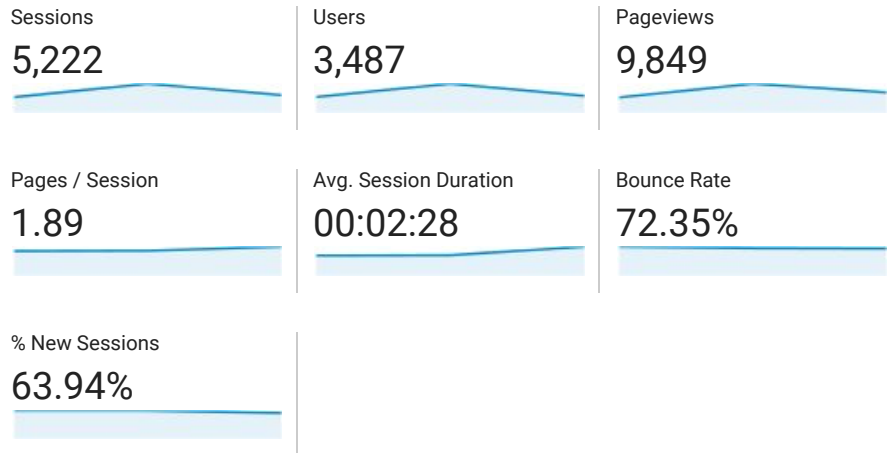 Sessions
5,222
Users
3,487
Pageviews
9,849
Pages / Session
1.89
Avg. Session Duration
00:02:28
Bounce Rate
72.35%
% New Sessions
63.94%